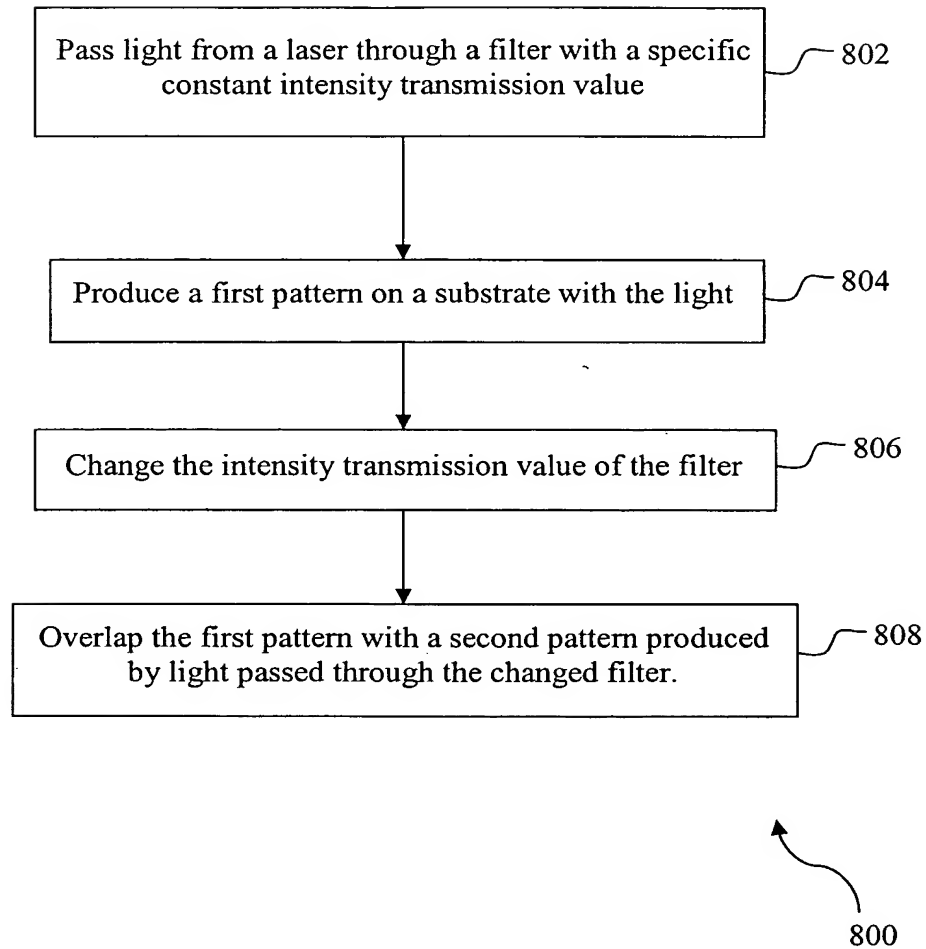 Pass light from a laser through a filter with a specific
constant intensity transmission value
802
Produce a first pattern on a substrate with the light
804
Change the intensity transmission value of the filter
806
Overlap the first pattern with a second pattern produced
by light passed through the changed filter.
808
800